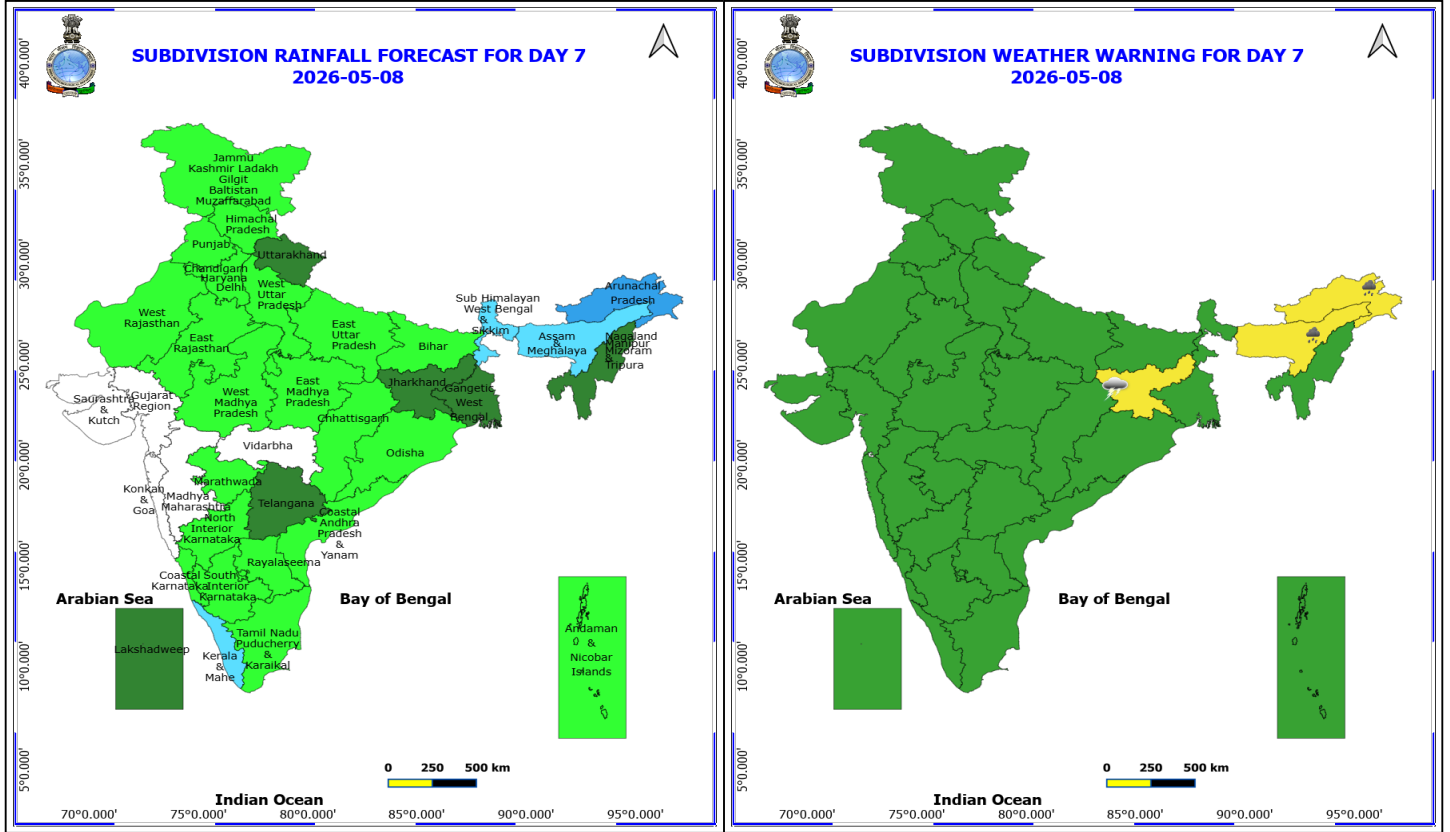 SUBDIVISION RAINFALL FORECAST FOR DAY 7
2026-05-08
40°0.000'
35°0.000'
30°0.000'
25°0.000'
20°0.000'
15°0.000'
10°0.000'
5°0.000'
Jammu
Kashmir Ladakh
Gilgit
Baltistan
Muzaffarabad
Himachal
Pradesh
Punjab
Uttarakhand
Chandigarh
Haryana
Delhi
West
Uttar
Pradesh
West
Rajasthan
East
Rajasthan
East
Uttar
Pradesh
Bihar
Sub Himalayan
West Bengal
&
Sikkim
Arunachal
Pradesh
Assam
&
Meghalaya
Nagaland
Manipur
Mizoram
&
Tripura
Jharkhand
Gangetic
West
Bengal
Saurashtra
&
Kutch
Gujarat
Region
West
Madhya
Pradesh
East
Madhya
Pradesh
Chhattisgarh
Vidarbha
Odisha
Konkan
&
Goa
Madhya
Maharashtra
Marathwada
Telangana
North
Interior
Karnataka
Coastal
Andhra
Pradesh
&
Yanam
Rayalaseema
Coastal
Karnataka
South
Interior
Karnataka
Arabian Sea
Bay of Bengal
Lakshadweep
Kerala
&
Mahe
Tamil Nadu
Puducherry
&
Karaikal
Andaman
&
Nicobar
Islands
0 250 500 km
Indian Ocean
70°0.000' 75°0.000' 80°0.000' 85°0.000' 90°0.000' 95°0.000'
SUBDIVISION WEATHER WARNING FOR DAY 7
2026-05-08
40°0.000'
35°0.000'
30°0.000'
25°0.000'
20°0.000'
15°0.000'
10°0.000'
5°0.000'
Arabian Sea
Bay of Bengal
0 250 500 km
Indian Ocean
70°0.000' 75°0.000' 80°0.000' 85°0.000' 90°0.000' 95°0.000'